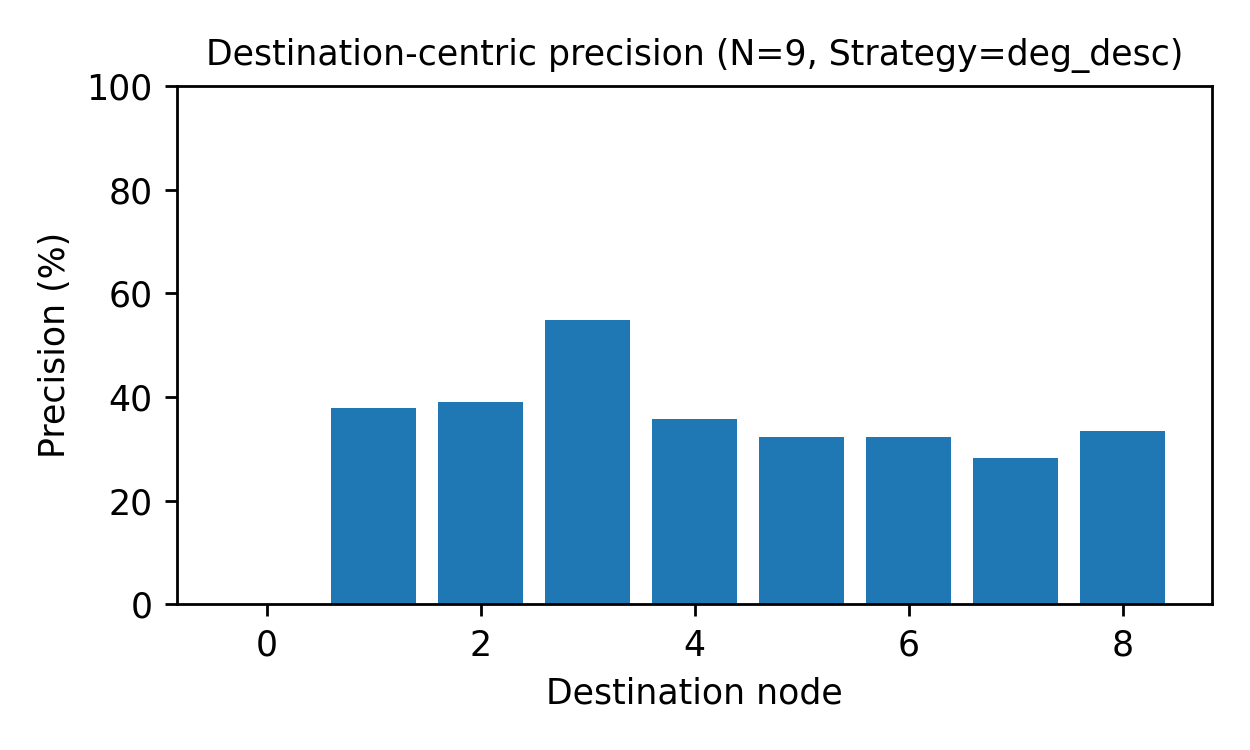 Destination-centric precision (N=9, Strategy=deg_desc)
100
80
60
40
20
0
Precision (%)
0 2 4 6 8
Destination node